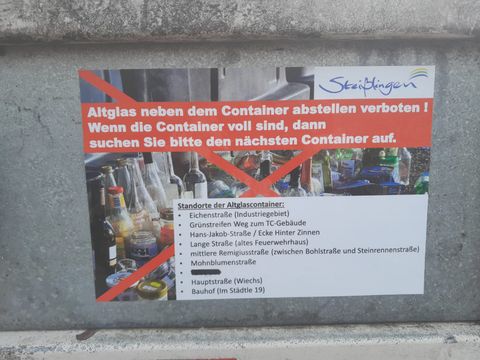 Steißlingen
Altglas neben dem Container abstellen verboten !
Wenn die Container voll sind, dann
suchen Sie bitte den nächsten Container auf.
Standorte der Altglascontainer:
• Eichenstraße (Industriegebiet)
• Grünstreifen Weg zum TC-Gebäude
• Hans-Jakob-Straße / Ecke Hinter Zinnen
• Lange Straße (altes Feuerwehrhaus)
• mittlere Remigiusstraße (zwischen Bohlstraße und Steinrennenstraße)
• Mohnblumenstraße
•
• Hauptstraße (Wiechs)
• Bauhof (Im Städtle 19)